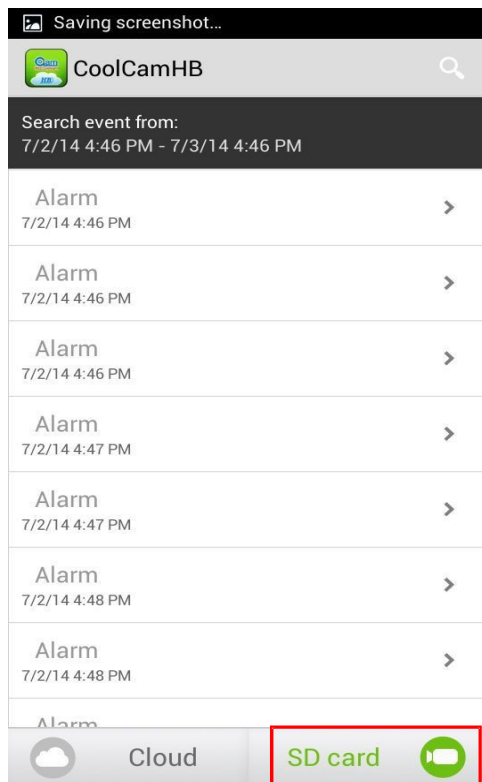 Saving screenshot...
Cam
HB
CoolCamHB
Search event from:
7/2/14 4:46 PM - 7/3/14 4:46 PM
Alarm
7/2/14 4:46 PM
Alarm
7/2/14 4:46 PM
Alarm
7/2/14 4:46 PM
Alarm
7/2/14 4:47 PM
Alarm
7/2/14 4:47 PM
Alarm
7/2/14 4:48 PM
Alarm
7/2/14 4:48 PM
Alarm
Cloud SD card